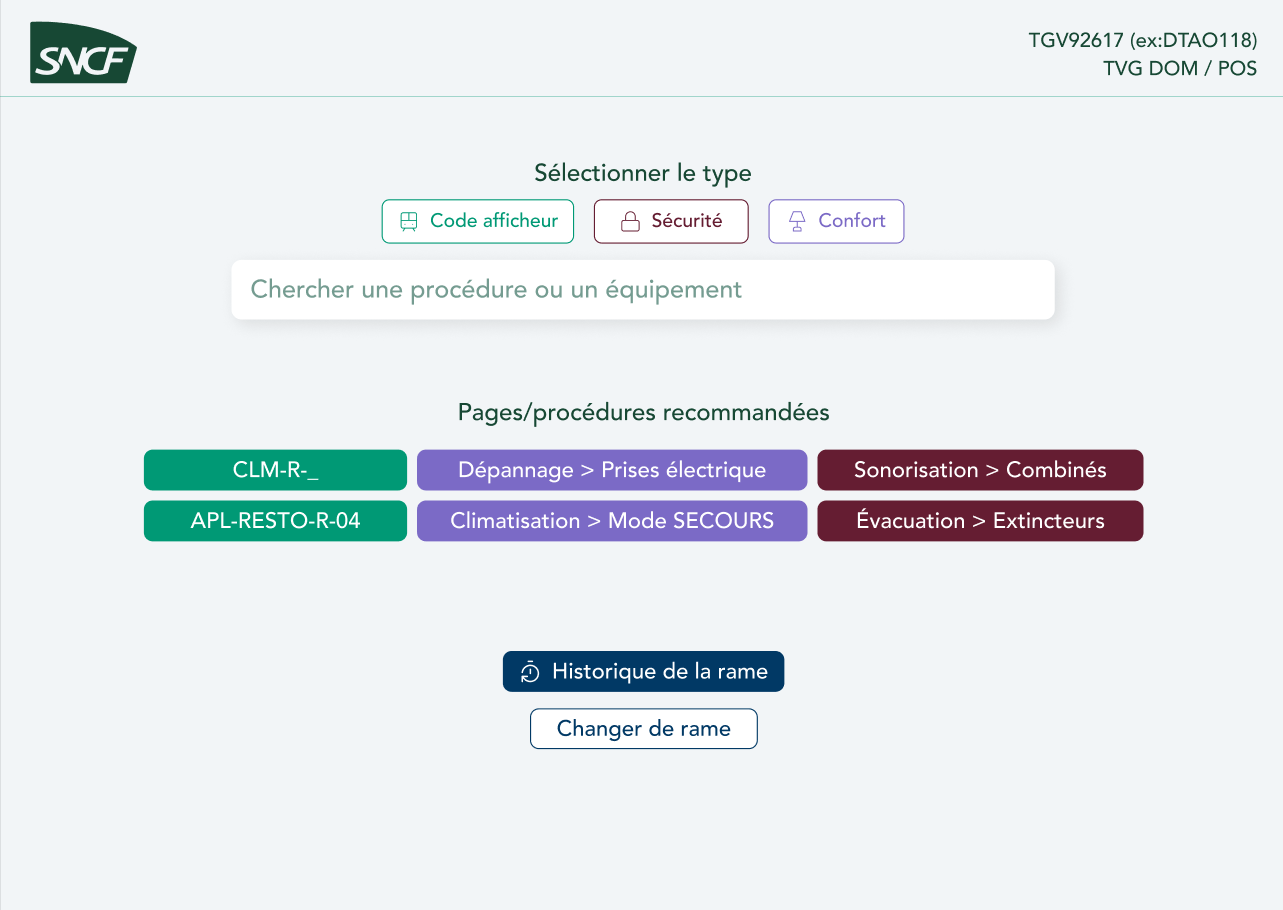 SNCF
TGV92617 (ex:DTAO118)
TVG DOM / POS
Sélectionner le type
Code afficheur
Sécurité
Confort
Chercher une procédure ou un équipement
Pages/procédures recommandées
CLM-R-_
Dépannage > Prises électrique
Sonorisation > Combinés
APL-RESTO-R-04
Climatisation > Mode SECOURS
Évacuation > Extincteurs
Historique de la rame
Changer de rame